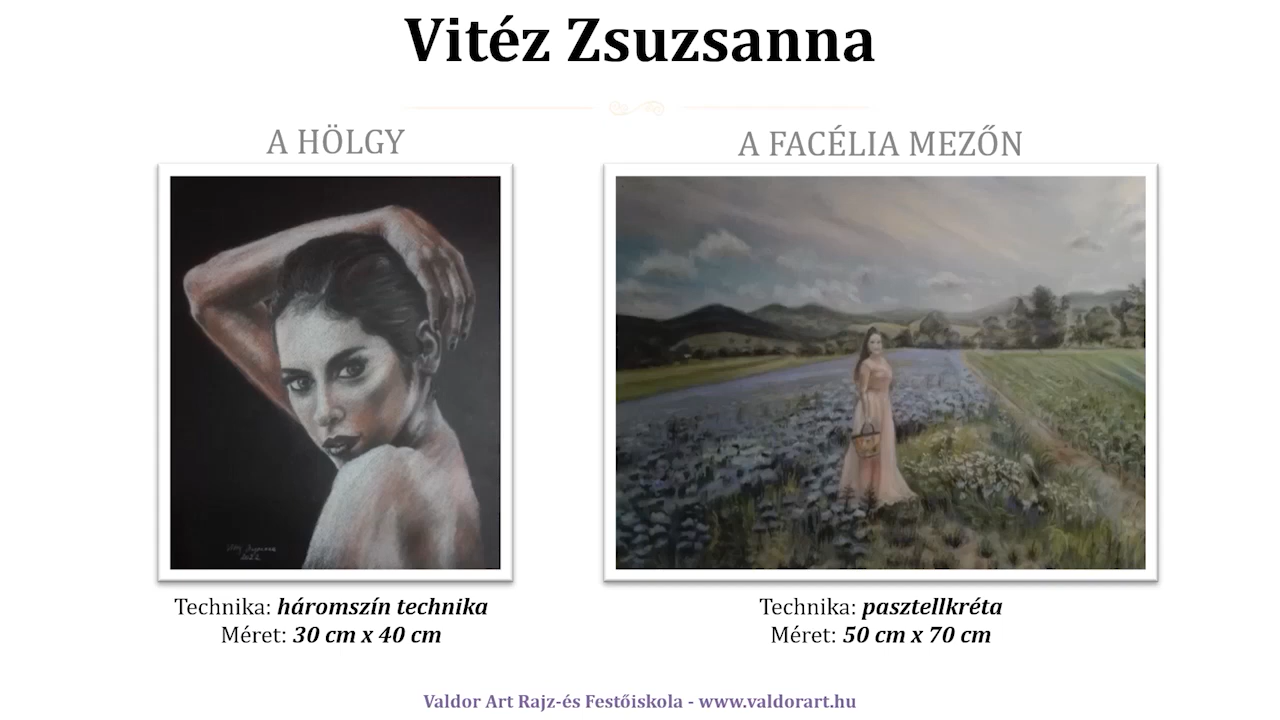 Vitéz Zsuzsanna
A HÖLGY
A FACÉLIA MEZŐN
Technika: háromszín technika
Méret: 30 cm x 40 cm
Technika: pasztellkréta
Méret: 50 cm x 70 cm
Valdor Art Rajz-és Festőiskola - www.valdorart.hu